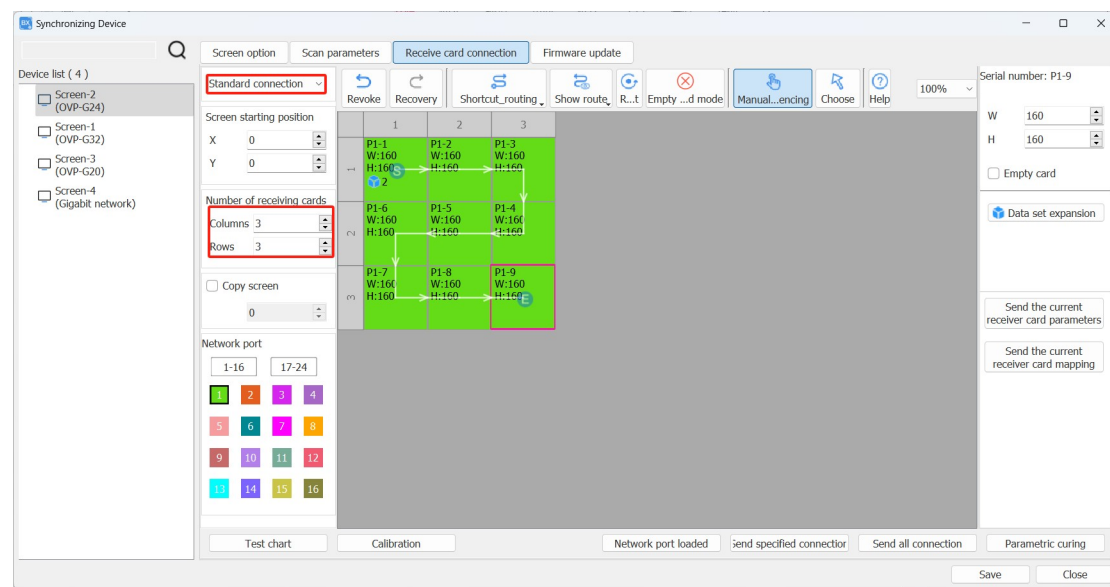 Synchronizing Device
Screen option
Scan parameters
Receive card connection
Firmware update
Device list ( 4 )
Screen-2
(OVP-G24)
Screen-1
(OVP-G32)
Screen-3
(OVP-G20)
Screen-4
(Gigabit network)
Standard connection
Screen starting position
X 0
Y 0
Number of receiving cards
Columns 3
Rows 3
Copy screen
0
Network port
1-16 17-24
1 2 3 4
5 6 7 8
9 10 11 12
13 14 15 16
Revoke
Recovery
Shortcut_routing
Show route
R...t
Empty ...d mode
Manual...encing
Choose
Help
100%
1 2 3
1
P1-1
W:160
H:160
S
2
P1-2
W:160
H:160
P1-3
W:160
H:160
2
P1-6
W:160
H:160
P1-5
W:160
H:160
P1-4
W:160
H:160
3
P1-7
W:160
H:160
P1-8
W:160
H:160
P1-9
W:160
H:160
E
Serial number: P1-9
W 160
H 160
Empty card
Data set expansion
Send the current
receiver card parameters
Send the current
receiver card mapping
Test chart
Calibration
Network port loaded
Send specified connection
Send all connection
Parametric curing
Save
Close